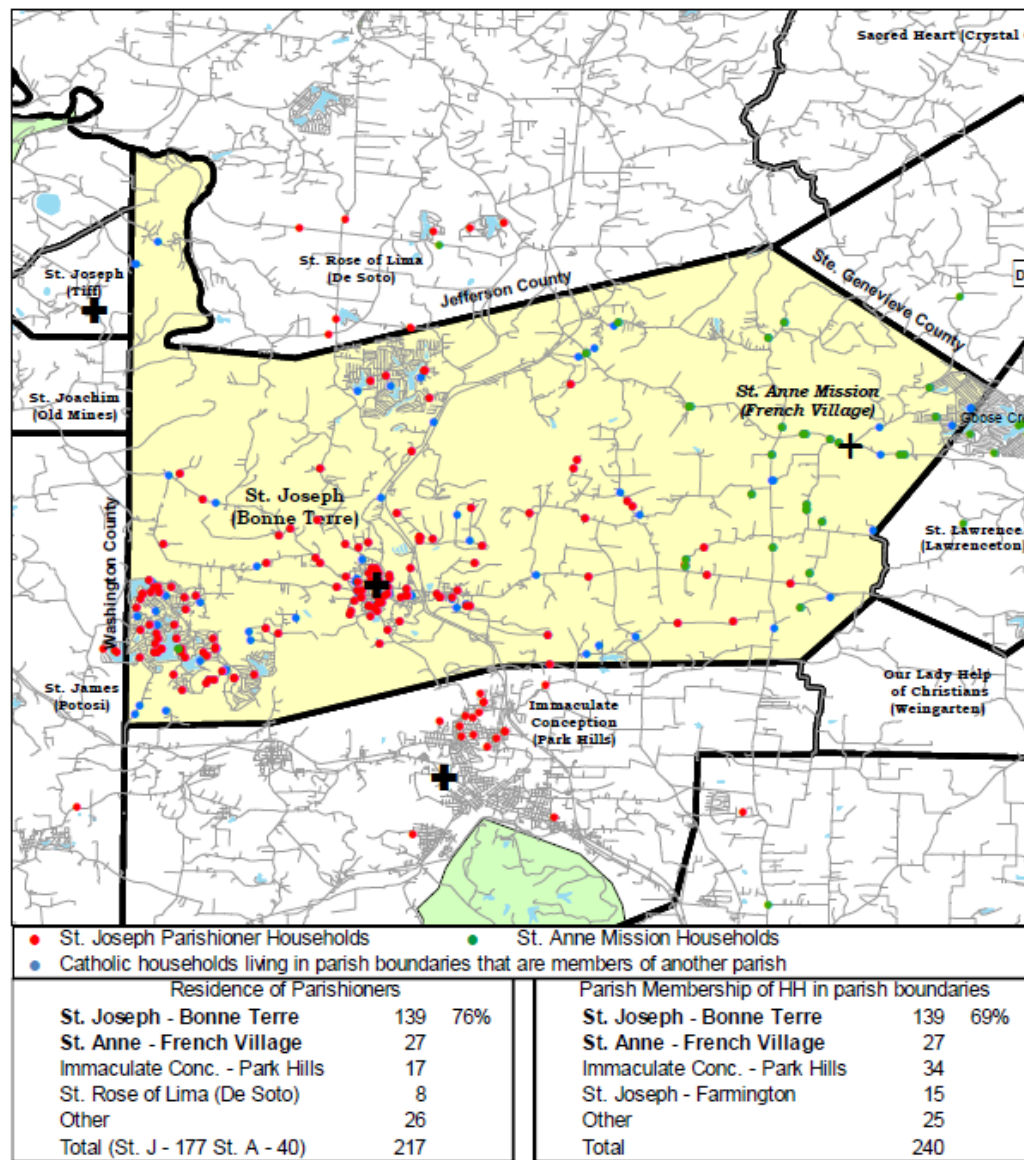 Sacred Heart (Crystal
St. Rose of Lima
(De Soto)
Jefferson County
Ste. Genevieve County
D
St. Joseph
(Tiff)
St. Joachim
(Old Mines)
St. Anne Mission
(French Village)
Goose Cr
St. Joseph
(Bonne Terre)
Washington County
St. Lawrence
(Lawrenceton)
St. James
(Potosi)
Immaculate
Conception
(Park Hills)
Our Lady Help
of Christians
(Weingarten)
St. Joseph Parishioner Households
St. Anne Mission Households
Catholic households living in parish boundaries that are members of another parish
Residence of Parishioners
St. Joseph - Bonne Terre 139 76%
St. Anne - French Village 27
Immaculate Conc. - Park Hills 17
St. Rose of Lima (De Soto) 8
Other 26
Total (St. J - 177 St. A - 40) 217
Parish Membership of HH in parish boundaries
St. Joseph - Bonne Terre 139 69%
St. Anne - French Village 27
Immaculate Conc. - Park Hills 34
St. Joseph - Farmington 15
Other 25
Total 240